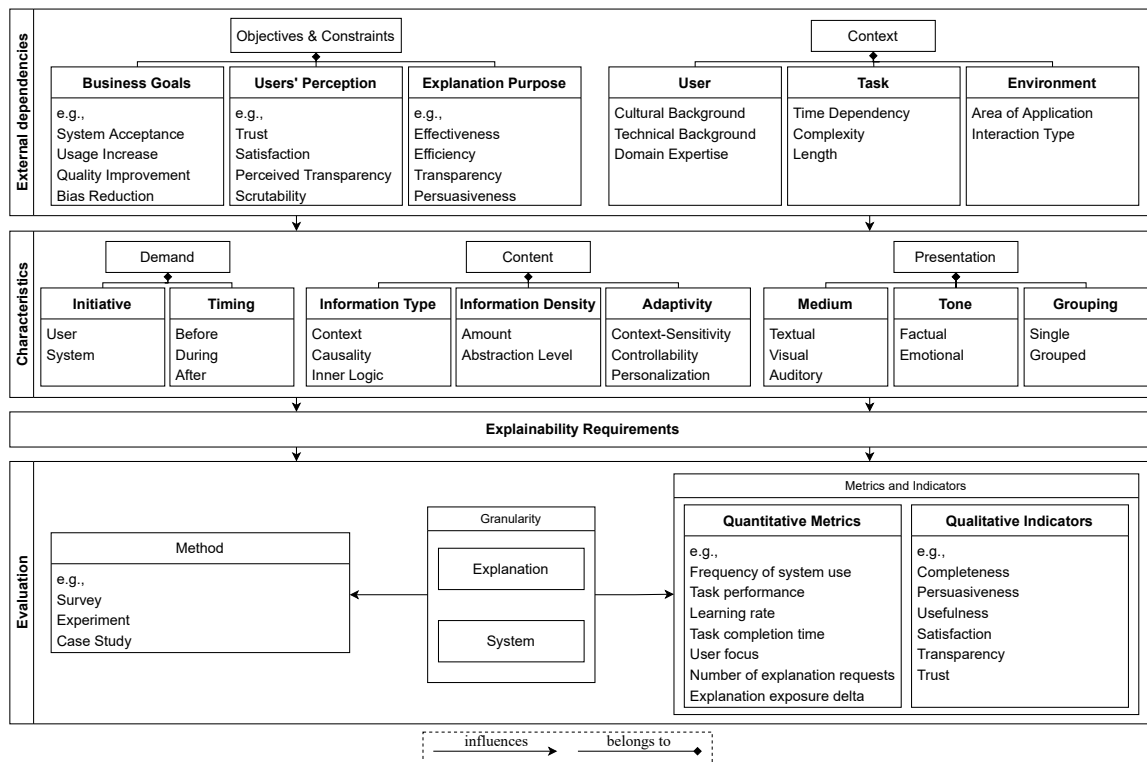 External dependencies
Objectives & Constraints
Business Goals
e.g.,
System Acceptance
Usage Increase
Quality Improvement
Bias Reduction
Users' Perception
e.g.,
Trust
Satisfaction
Perceived Transparency
Scrutability
Explanation Purpose
e.g.,
Effectiveness
Efficiency
Transparency
Persuasiveness
Context
User
Cultural Background
Technical Background
Domain Expertise
Task
Time Dependency
Complexity
Length
Environment
Area of Application
Interaction Type
Characteristics
Demand
Initiative
User
System
Timing
Before
During
After
Content
Information Type
Context
Causality
Inner Logic
Information Density
Amount
Abstraction Level
Adaptivity
Context-Sensitivity
Controllability
Personalization
Presentation
Medium
Textual
Visual
Auditory
Tone
Factual
Emotional
Grouping
Single
Grouped
Explainability Requirements
Evaluation
Method
e.g.,
Survey
Experiment
Case Study
Granularity
Explanation
System
Metrics and Indicators
Quantitative Metrics
e.g.,
Frequency of system use
Task performance
Learning rate
Task completion time
User focus
Number of explanation requests
Explanation exposure delta
Qualitative Indicators
e.g.,
Completeness
Persuasiveness
Usefulness
Satisfaction
Transparency
Trust
influences
belongs to